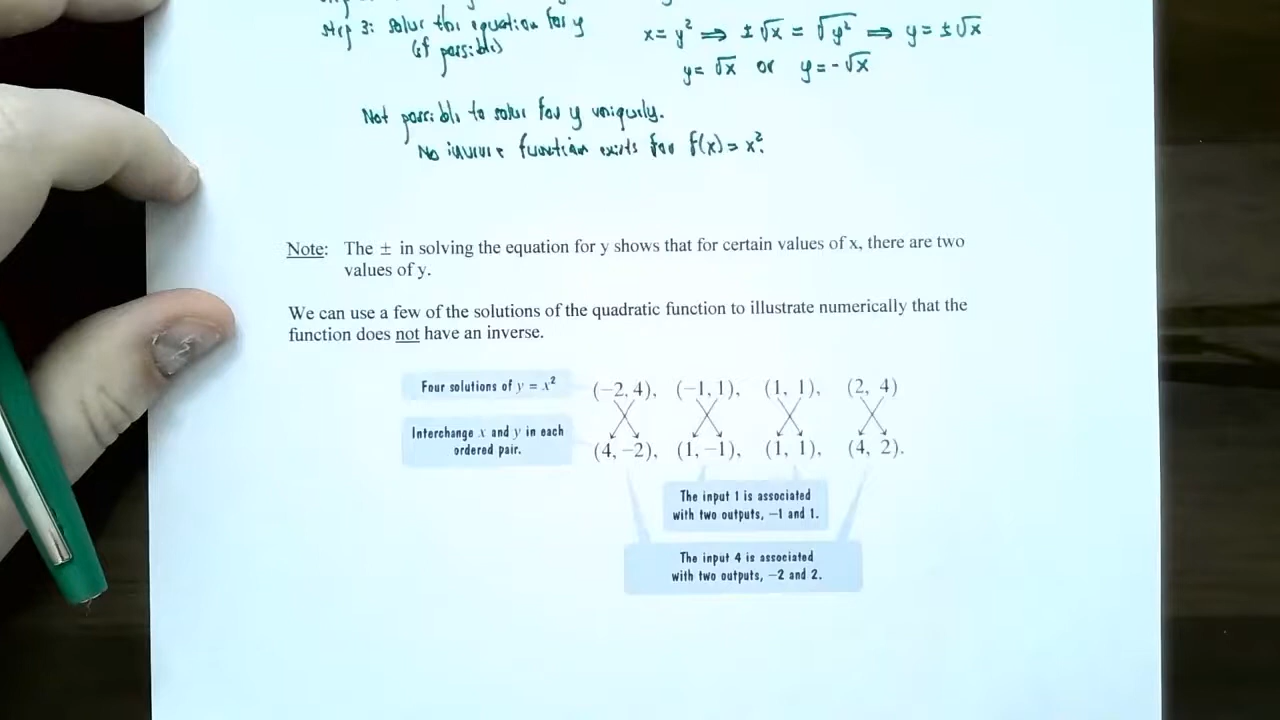 Step 3: solve this equation for y
(if possible)
x = y² ⟹ ±√x = √y² ⟹ y = ±√x
y = √x or y = -√x
Not possible to solve for y uniquely.
No inverse function exists for f(x) = x².
Note: The ± in solving the equation for y shows that for certain values of x, there are two
values of y.
We can use a few of the solutions of the quadratic function to illustrate numerically that the
function does not have an inverse.
Four solutions of y = x²
(−2, 4), (−1, 1), (1, 1), (2, 4)
Interchange x and y in each
ordered pair.
(4, −2), (1, −1), (1, 1), (4, 2).
The input 1 is associated
with two outputs, −1 and 1.
The input 4 is associated
with two outputs, −2 and 2.